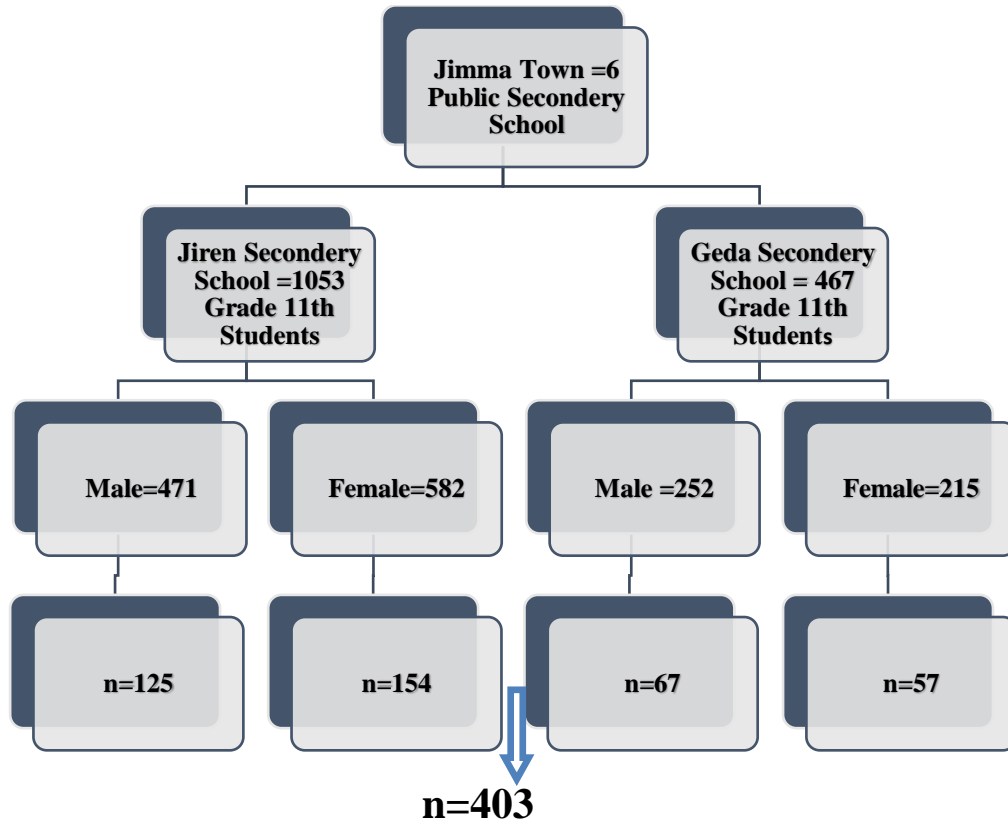 Jimma Town =6
Public Secondery
School
Jiren Secondery
School =1053
Grade 11th
Students
Geda Secondery
School = 467
Grade 11th
Students
Male=471
Female=582
Male =252
Female=215
n=125
n=154
n=67
n=57
n=403